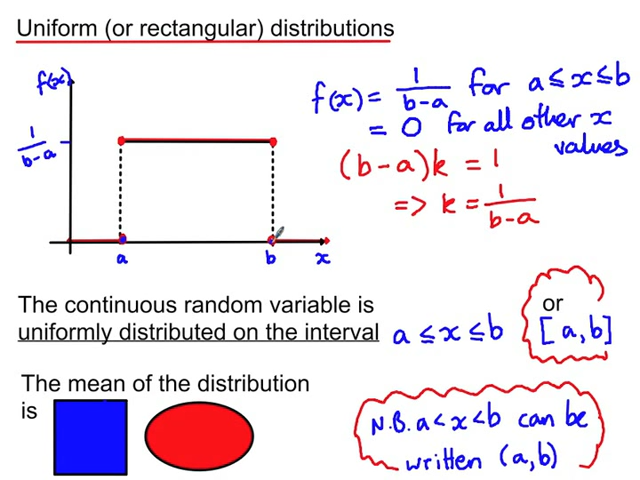 Uniform (or rectangular) distributions
f(x)
f(x) = 1/(b-a) for a ≤ x ≤ b
= 0 for all other x
values
1/(b-a)
(b-a)k = 1
=> k = 1/(b-a)
a
b
x
The continuous random variable is
uniformly distributed on the interval
a ≤ x ≤ b
or
[a,b]
The mean of the distribution
is
N.B. a < x < b can be
written (a,b)